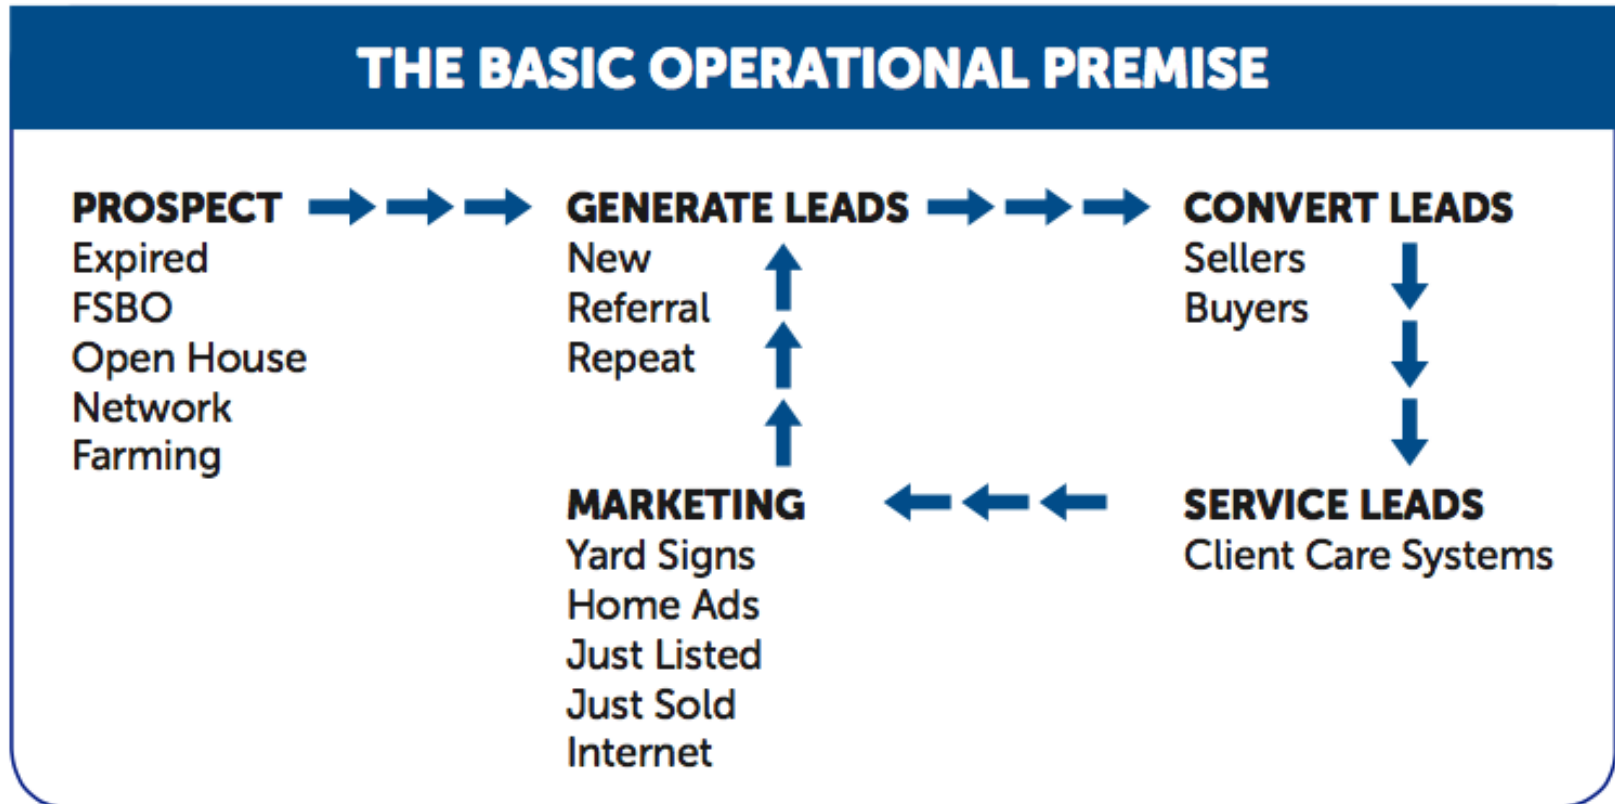 THE BASIC OPERATIONAL PREMISE
PROSPECT
Expired
FSBO
Open House
Network
Farming
GENERATE LEADS
New
Referral
Repeat
CONVERT LEADS
Sellers
Buyers
MARKETING
Yard Signs
Home Ads
Just Listed
Just Sold
Internet
SERVICE LEADS
Client Care Systems